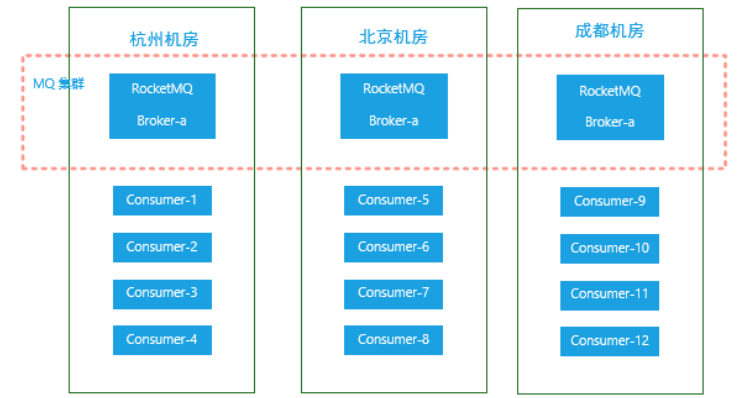 杭州机房
北京机房
成都机房
MQ 集群
RocketMQ
Broker-a
RocketMQ
Broker-a
RocketMQ
Broker-a
Consumer-1
Consumer-2
Consumer-3
Consumer-4
Consumer-5
Consumer-6
Consumer-7
Consumer-8
Consumer-9
Consumer-10
Consumer-11
Consumer-12